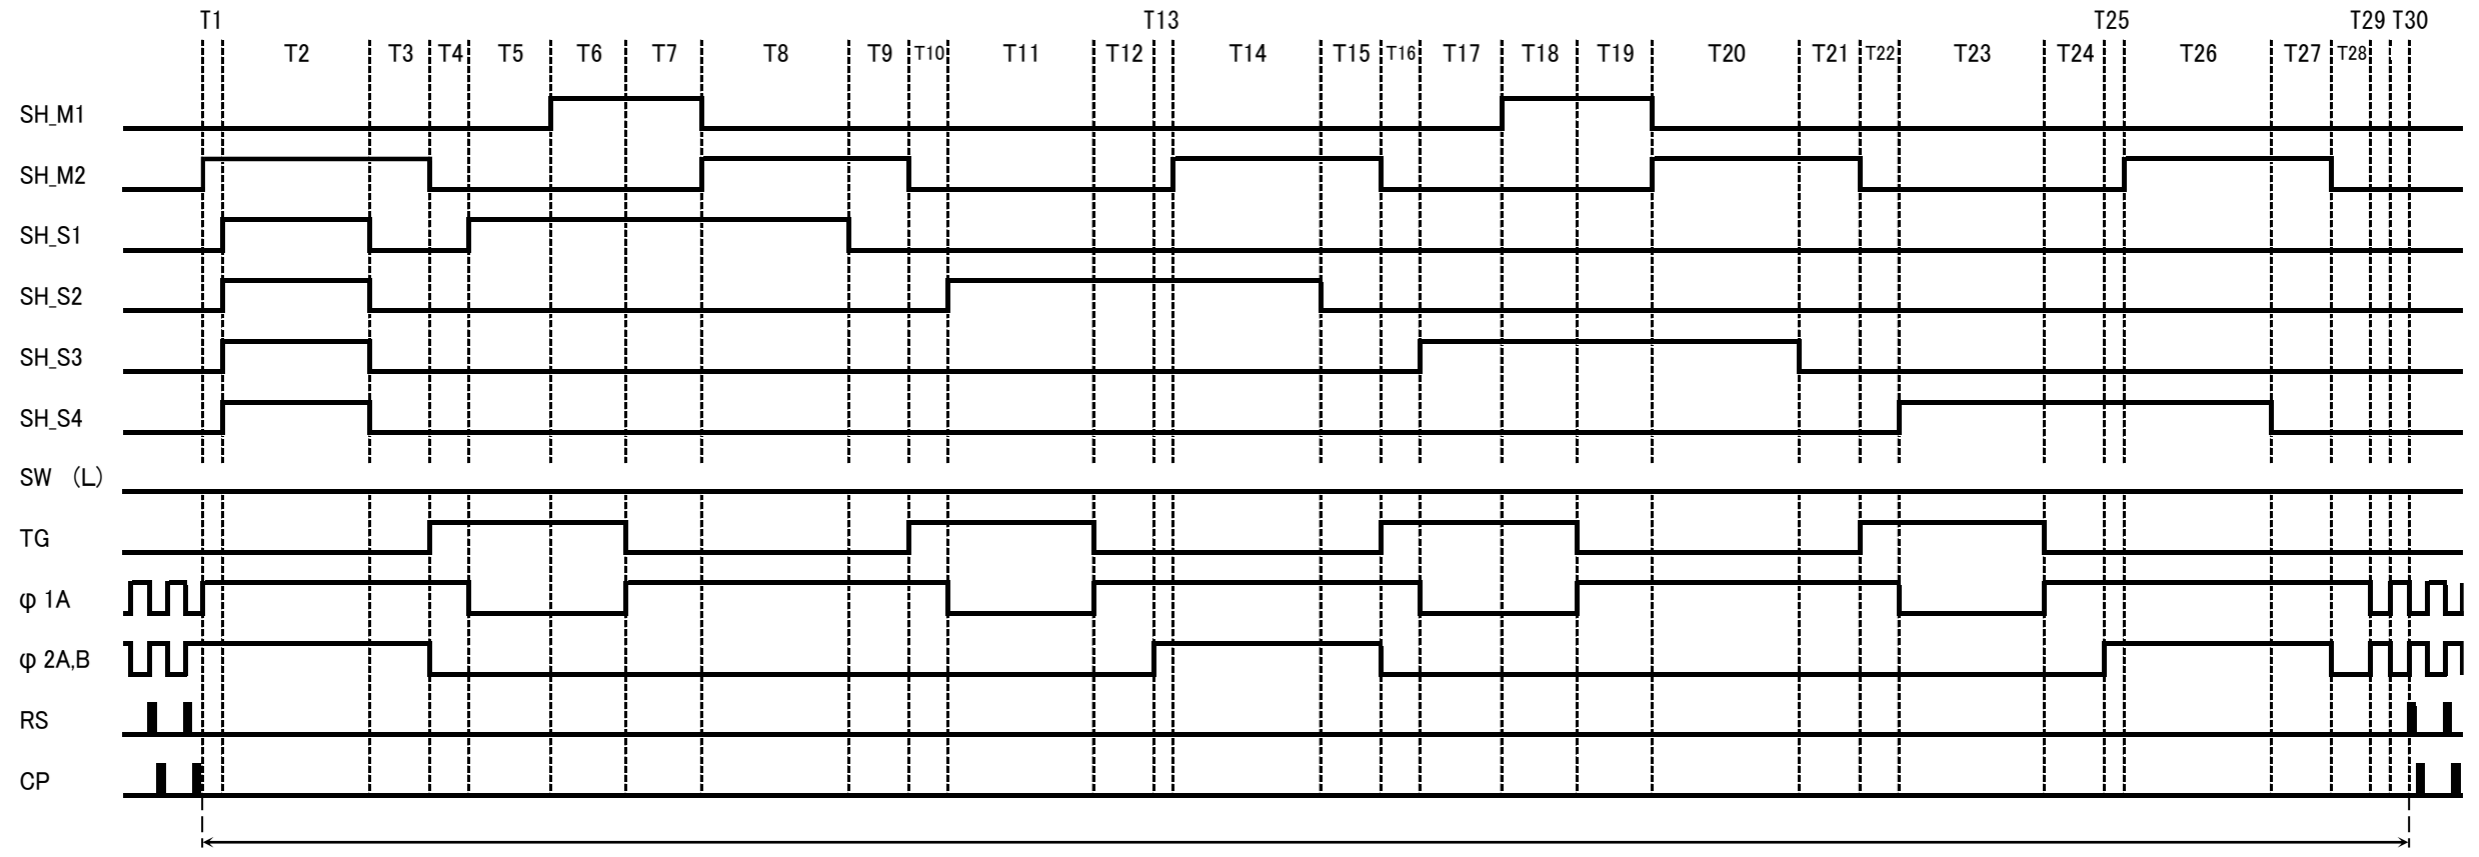 T1 T13 T25 T29 T30
T2 T3 T4 T5 T6 T7 T8 T9 T10 T11 T12 T14 T15 T16 T17 T18 T19 T20 T21 T22 T23 T24 T26 T27 T28
SH_M1
SH_M2
SH_S1
SH_S2
SH_S3
SH_S4
SW (L)
TG
φ 1A
φ 2A,B
RS
CP